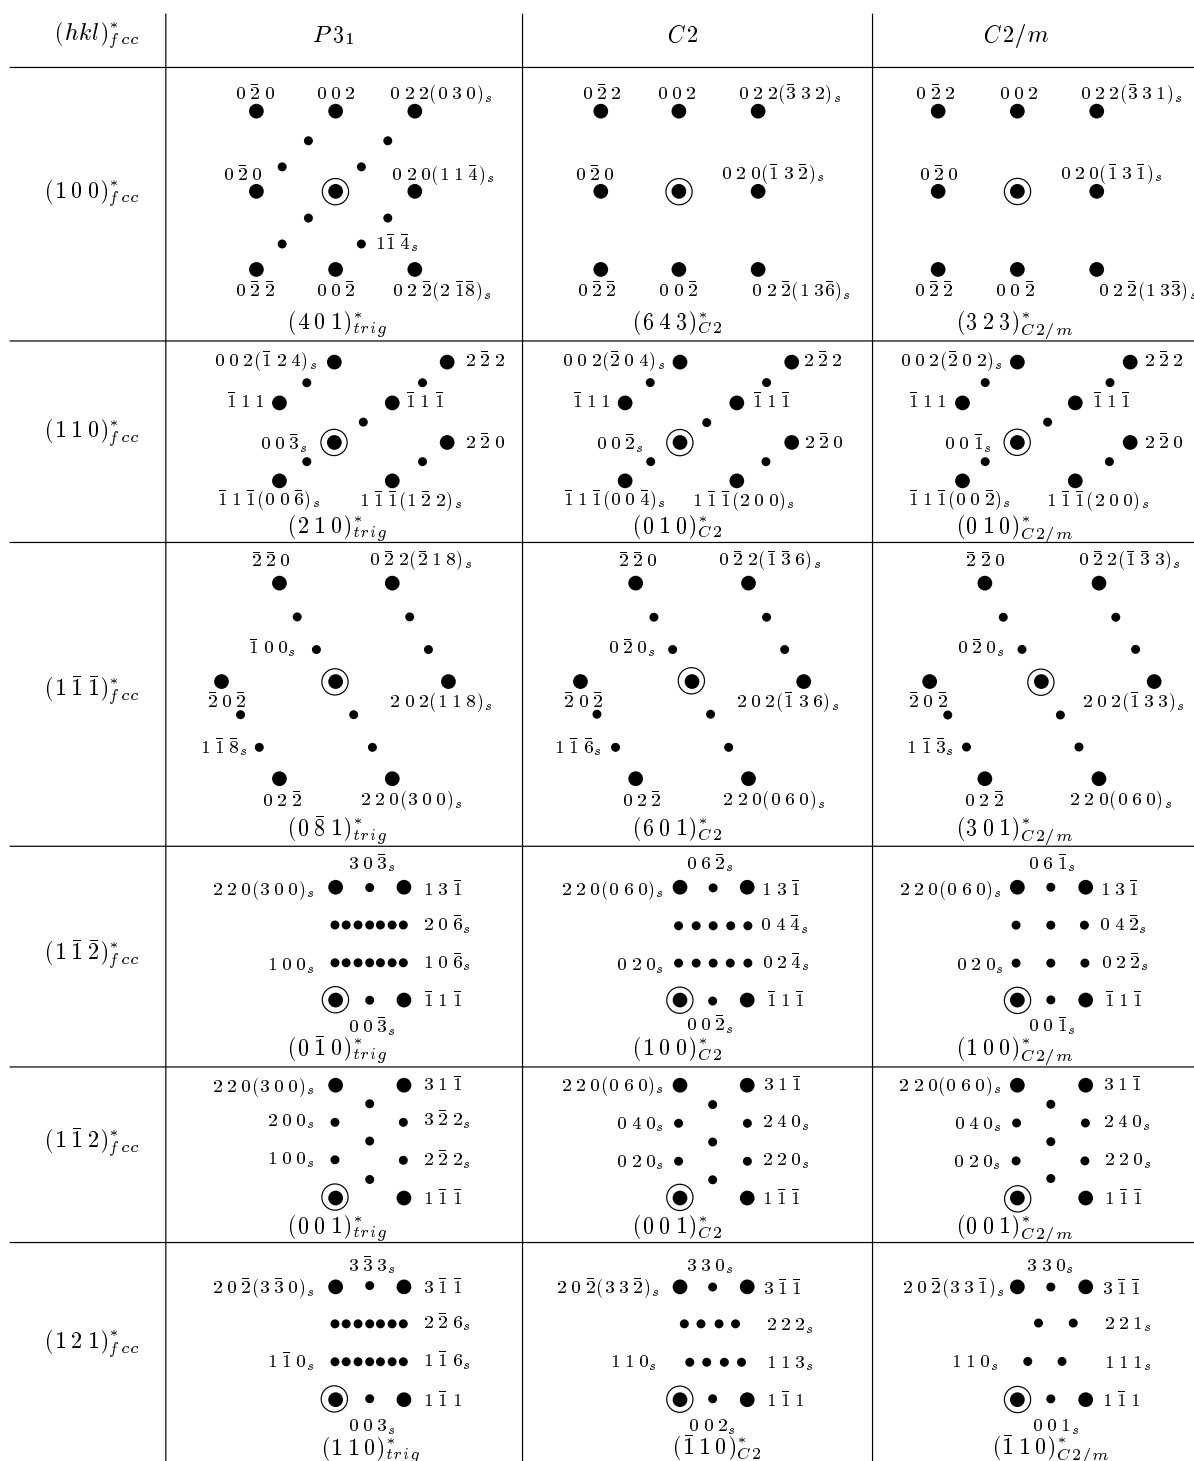 (hkl)*fcc P3₁ C2 C2/m
0 2̄ 0 0 0 2 0 2 2(0 3 0)ₛ 0 2̄ 2 0 0 2 0 2 2(3̄ 3 2)ₛ 0 2̄ 2 0 0 2 0 2 2(3̄ 3 1)ₛ
(1 0 0)*fcc 0 2̄ 0 0 2 0(1 1 4̄)ₛ 0 2̄ 0 0 2 0(1̄ 3 2̄)ₛ 0 2̄ 0 0 2 0(1̄ 3 1̄)ₛ
1 1̄ 4̄ₛ
0 2̄ 2̄ 0 0 2̄ 0 2 2̄(2 1̄ 8̄)ₛ 0 2̄ 2̄ 0 0 2̄ 0 2 2̄(1 3 6̄)ₛ 0 2̄ 2̄ 0 0 2̄ 0 2 2̄(1 3 3̄)ₛ
(4 0 1)*trig (6 4 3)*C2 (3 2 3)*C2/m
0 0 2(1̄ 2 4)ₛ 2 2̄ 2 0 0 2(2̄ 0 4)ₛ 2 2̄ 2 0 0 2(2̄ 0 2)ₛ 2 2̄ 2
1̄ 1 1 1̄ 1 1̄ 1̄ 1 1 1̄ 1 1̄ 1̄ 1 1 1̄ 1 1̄
(1 1 0)*fcc 0 0 3̄ₛ 2 2̄ 0 0 0 2̄ₛ 2 2̄ 0 0 0 1̄ₛ 2 2̄ 0
1̄ 1 1̄(0 0 6̄)ₛ 1 1̄ 1̄(1 2̄ 2)ₛ 1̄ 1 1̄(0 0 4̄)ₛ 1 1̄ 1̄(2 0 0)ₛ 1̄ 1 1̄(0 0 2̄)ₛ 1 1̄ 1̄(2 0 0)ₛ
(2 1 0)*trig (0 1 0)*C2 (0 1 0)*C2/m
2̄ 2̄ 0 0 2̄ 2(2̄ 1 8)ₛ 2̄ 2̄ 0 0 2̄ 2(1̄ 3̄ 6)ₛ 2̄ 2̄ 0 0 2̄ 2(1̄ 3̄ 3)ₛ
1̄ 0 0ₛ 0 2̄ 0ₛ 0 2̄ 0ₛ
(1 1̄ 1̄)*fcc 2̄ 0 2̄ 2 0 2(1 1 8)ₛ 2̄ 0 2̄ 2 0 2(1̄ 3 6)ₛ 2̄ 0 2̄ 2 0 2(1̄ 3 3)ₛ
1 1̄ 8̄ₛ 1 1̄ 6̄ₛ 1 1̄ 3̄ₛ
0 2 2̄ 2 2 0(3 0 0)ₛ 0 2 2̄ 2 2 0(0 6 0)ₛ 0 2 2̄ 2 2 0(0 6 0)ₛ
(0 8̄ 1)*trig (6 0 1)*C2 (3 0 1)*C2/m
3 0 3̄ₛ 0 6 2̄ₛ 0 6 1̄ₛ
2 2 0(3 0 0)ₛ 1 3 1̄ 2 2 0(0 6 0)ₛ 1 3 1̄ 2 2 0(0 6 0)ₛ 1 3 1̄
2 0 6̄ₛ 0 4 4̄ₛ 0 4 2̄ₛ
(1 1̄ 2̄)*fcc 1 0 0ₛ 1 0 6̄ₛ 0 2 0ₛ 0 2 4̄ₛ 0 2 0ₛ 0 2 2̄ₛ
1̄ 1 1̄ 1̄ 1 1̄ 1̄ 1 1̄
0 0 3̄ₛ 0 0 2̄ₛ 0 0 1̄ₛ
(0 1̄ 0)*trig (1 0 0)*C2 (1 0 0)*C2/m
2 2 0(3 0 0)ₛ 3 1 1̄ 2 2 0(0 6 0)ₛ 3 1 1̄ 2 2 0(0 6 0)ₛ 3 1 1̄
(1 1̄ 2)*fcc 2 0 0ₛ 3 2̄ 2ₛ 0 4 0ₛ 2 4 0ₛ 0 4 0ₛ 2 4 0ₛ
1 0 0ₛ 2 2̄ 2ₛ 0 2 0ₛ 2 2 0ₛ 0 2 0ₛ 2 2 0ₛ
1 1̄ 1̄ 1 1̄ 1̄ 1 1̄ 1̄
(0 0 1)*trig (0 0 1)*C2 (0 0 1)*C2/m
3 3̄ 3ₛ 3 3 0ₛ 3 3 0ₛ
2 0 2̄(3 3̄ 0)ₛ 3 1̄ 1̄ 2 0 2̄(3 3 2̄)ₛ 3 1̄ 1̄ 2 0 2̄(3 3 1̄)ₛ 3 1̄ 1̄
2 2̄ 6ₛ 2 2 2ₛ 2 2 1ₛ
(1 2 1)*fcc 1 1̄ 0ₛ 1 1̄ 6ₛ 1 1 0ₛ 1 1 3ₛ 1 1 0ₛ 1 1 1ₛ
1 1̄ 1 1 1̄ 1 1 1̄ 1
0 0 3ₛ 0 0 2ₛ 0 0 1ₛ
(1 1 0)*trig (1̄ 1 0)*C2 (1̄ 1 0)*C2/m